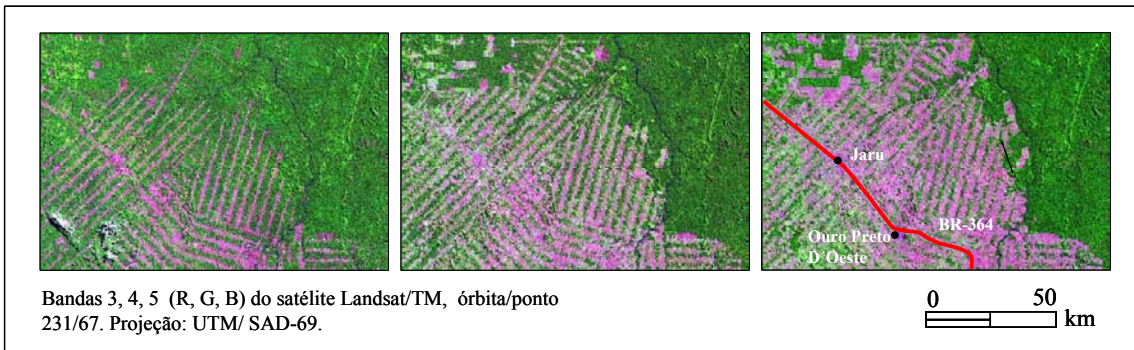 Jaru
BR-364
Ouro Preto
D´Oeste
Bandas 3, 4, 5 (R, G, B) do satélite Landsat/TM, órbita/ponto
231/67. Projeção: UTM/ SAD-69.
0 50
km